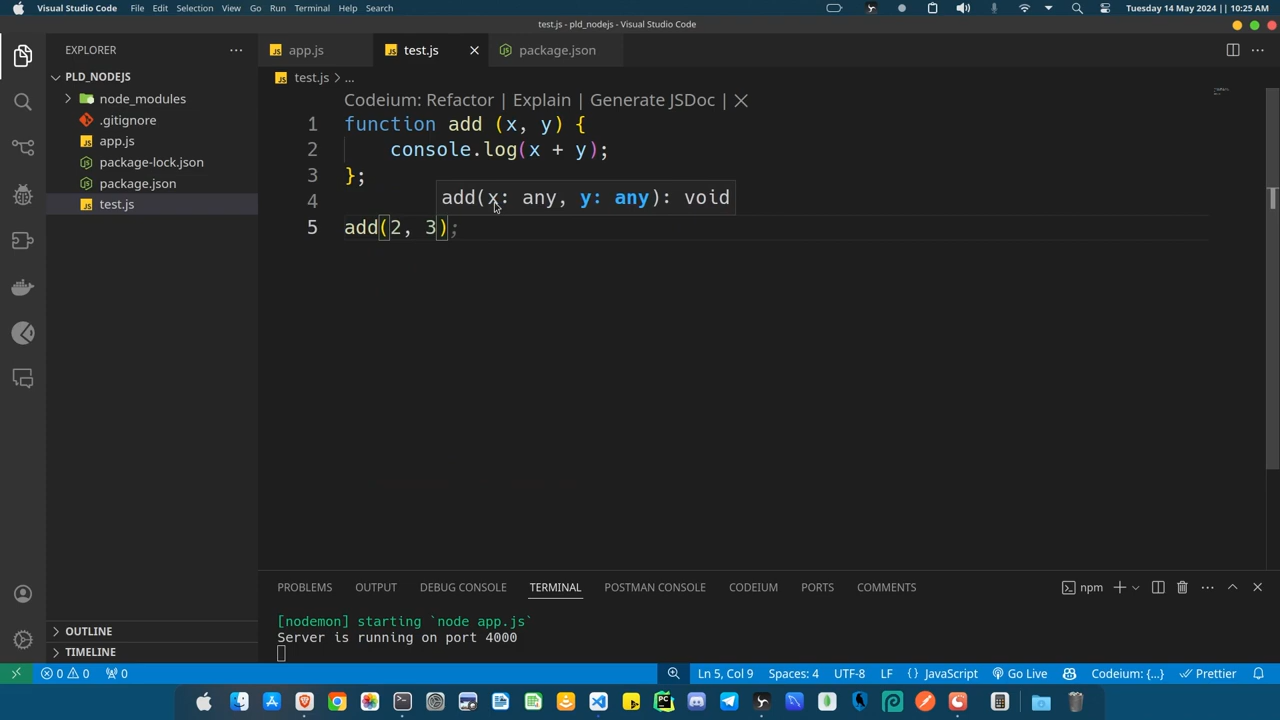 Visual Studio Code File Edit Selection View Go Run Terminal Help Search Tuesday 14 May 2024 || 10:25 AM
test.js - pld_nodejs - Visual Studio Code
EXPLORER
PLD_NODEJS
node_modules
.gitignore
app.js
package-lock.json
package.json
test.js
OUTLINE
TIMELINE
app.js test.js package.json
test.js > ...
Codeium: Refactor | Explain | Generate JSDoc |
1 function add (x, y) {
2 console.log(x + y);
3 };
4
add(x: any, y: any): void
5 add(2, 3);
PROBLEMS OUTPUT DEBUG CONSOLE TERMINAL POSTMAN CONSOLE CODEIUM PORTS COMMENTS npm
[nodemon] starting `node app.js`
Server is running on port 4000
0 0 0 Ln 5, Col 9 Spaces: 4 UTF-8 LF {} JavaScript Go Live Codeium: {...} Prettier